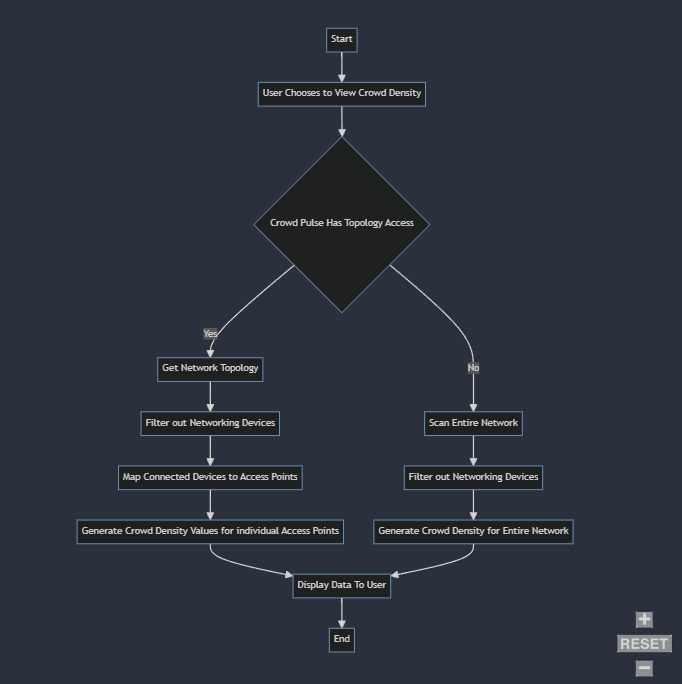 Start
User Chooses to View Crowd Density
Crowd Pulse Has Topology Access
Yes
No
Get Network Topology
Filter out Networking Devices
Scan Entire Network
Map Connected Devices to Access Points
Filter out Networking Devices
Generate Crowd Density Values for individual Access Points
Generate Crowd Density for Entire Network
Display Data To User
End
+
RESET
−